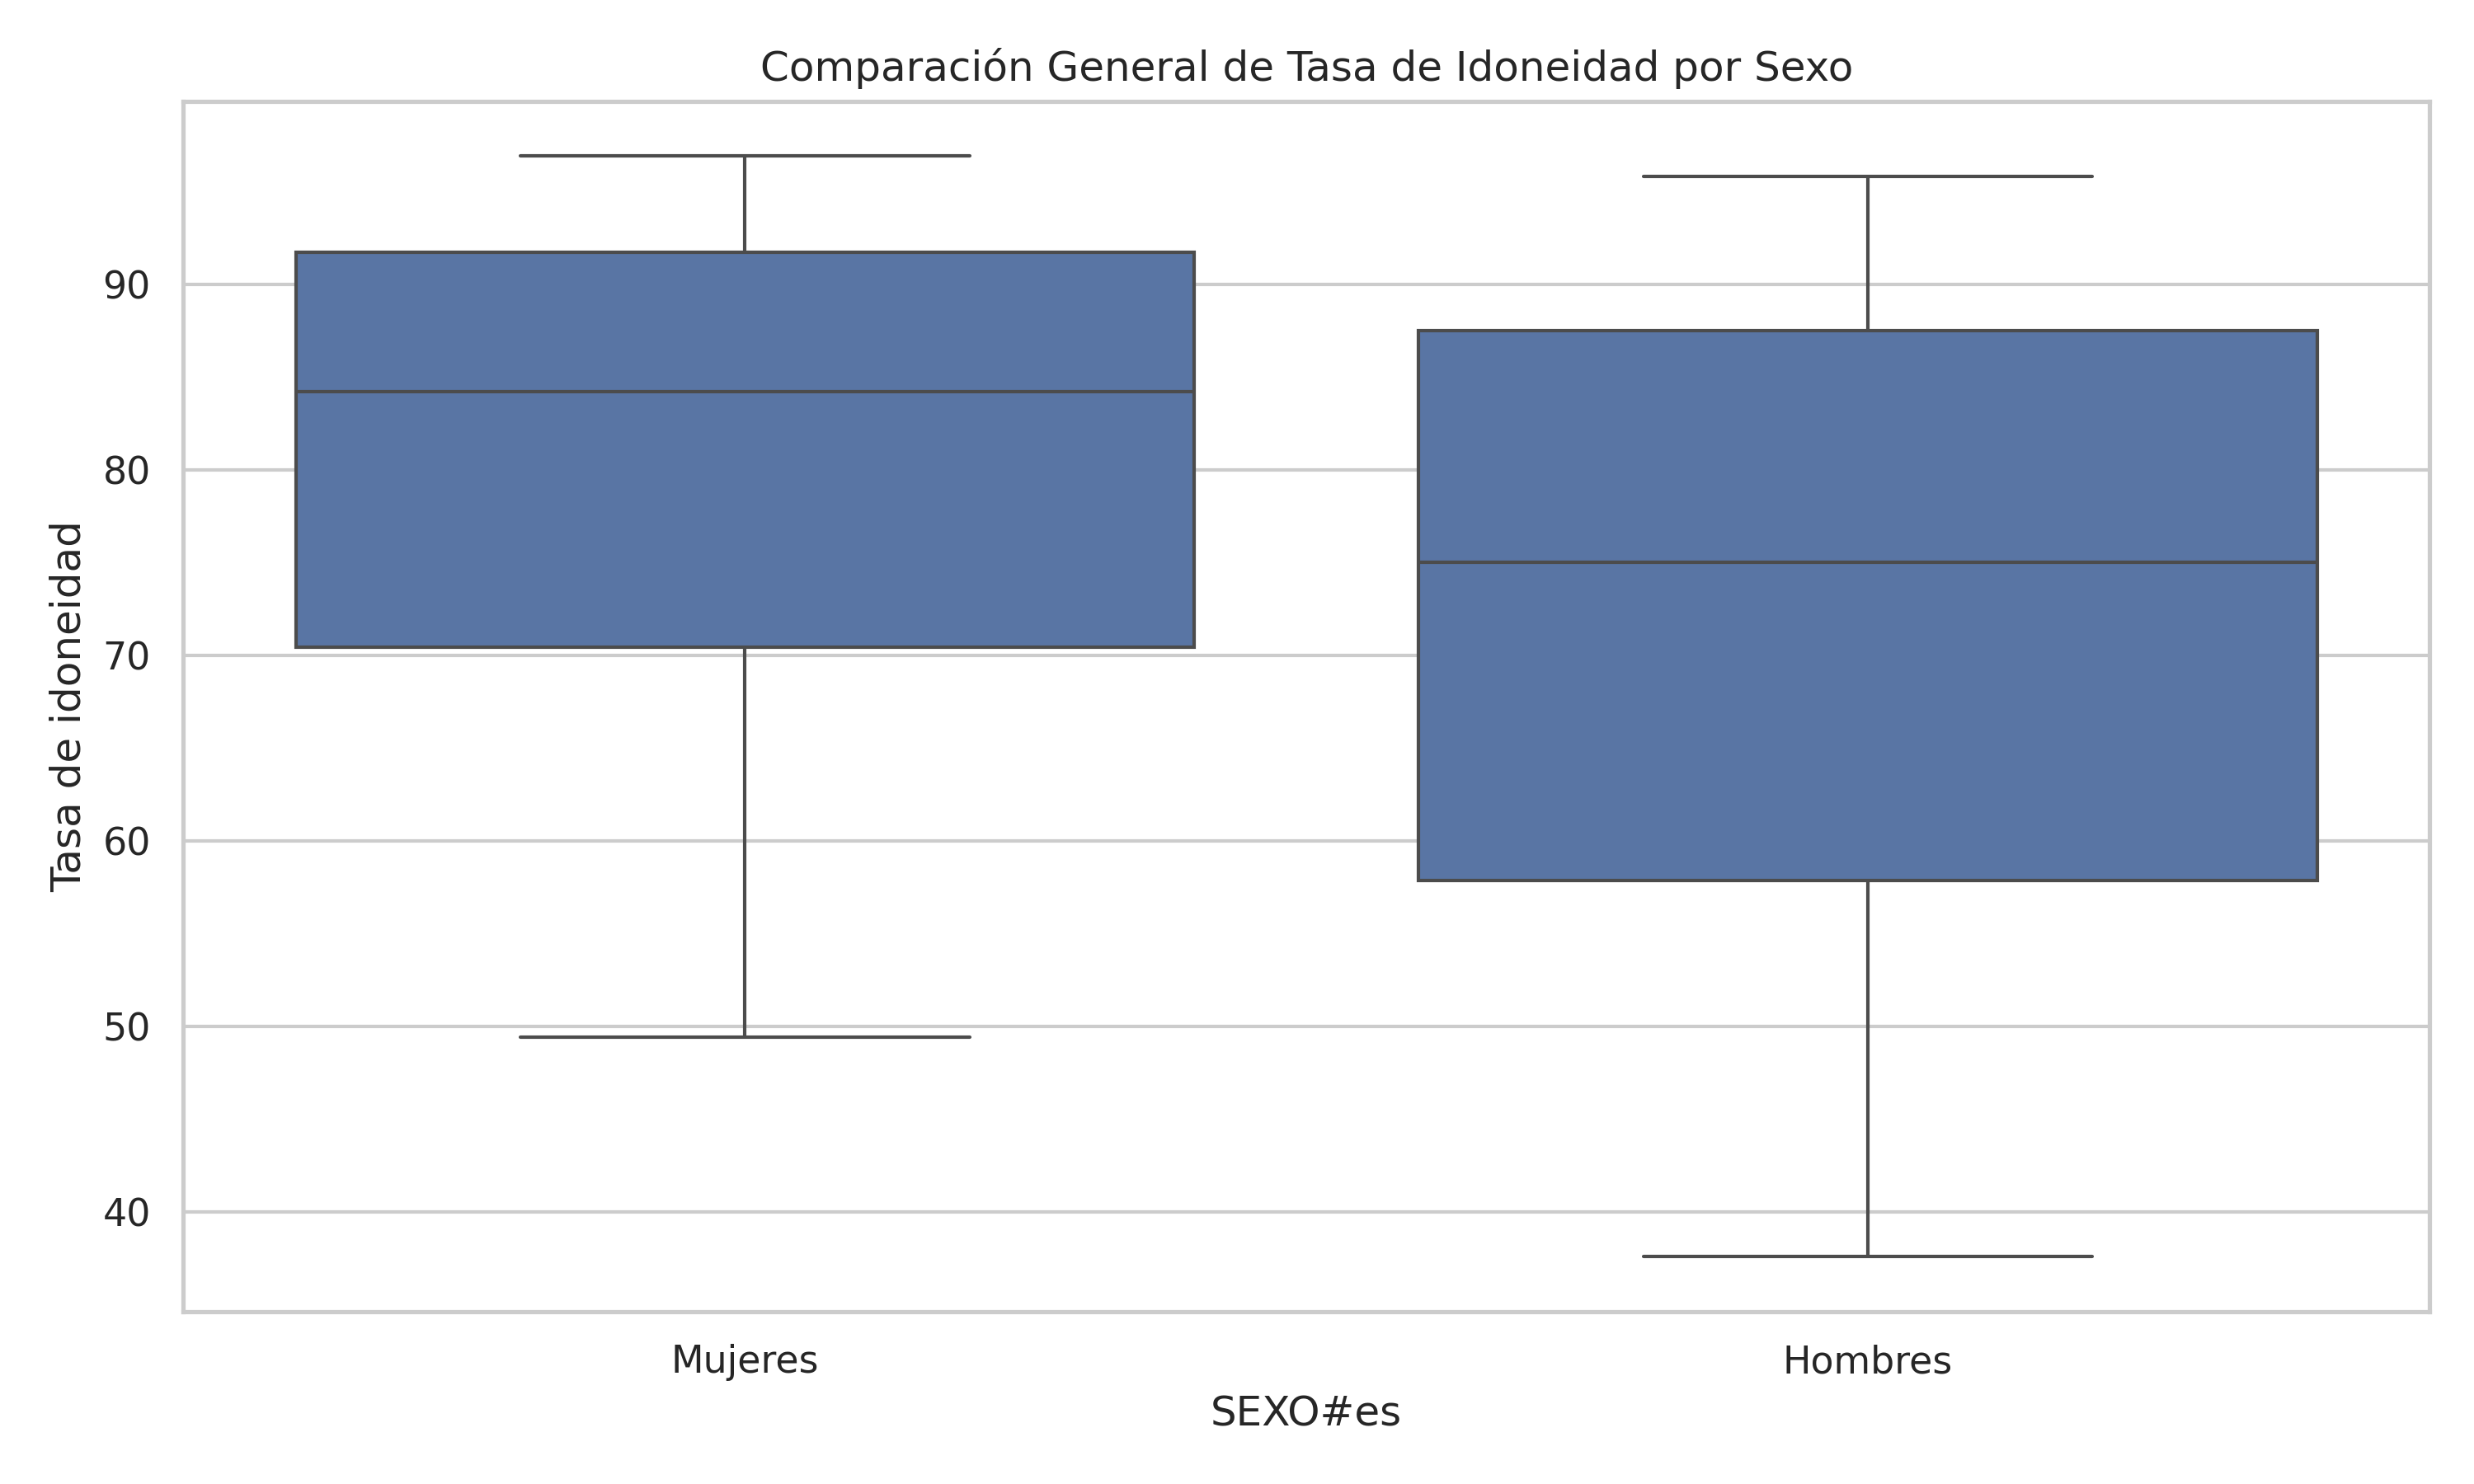 Comparación General de Tasa de Idoneidad por Sexo
Tasa de idoneidad
90
80
70
60
50
40
Mujeres
Hombres
SEXO#es